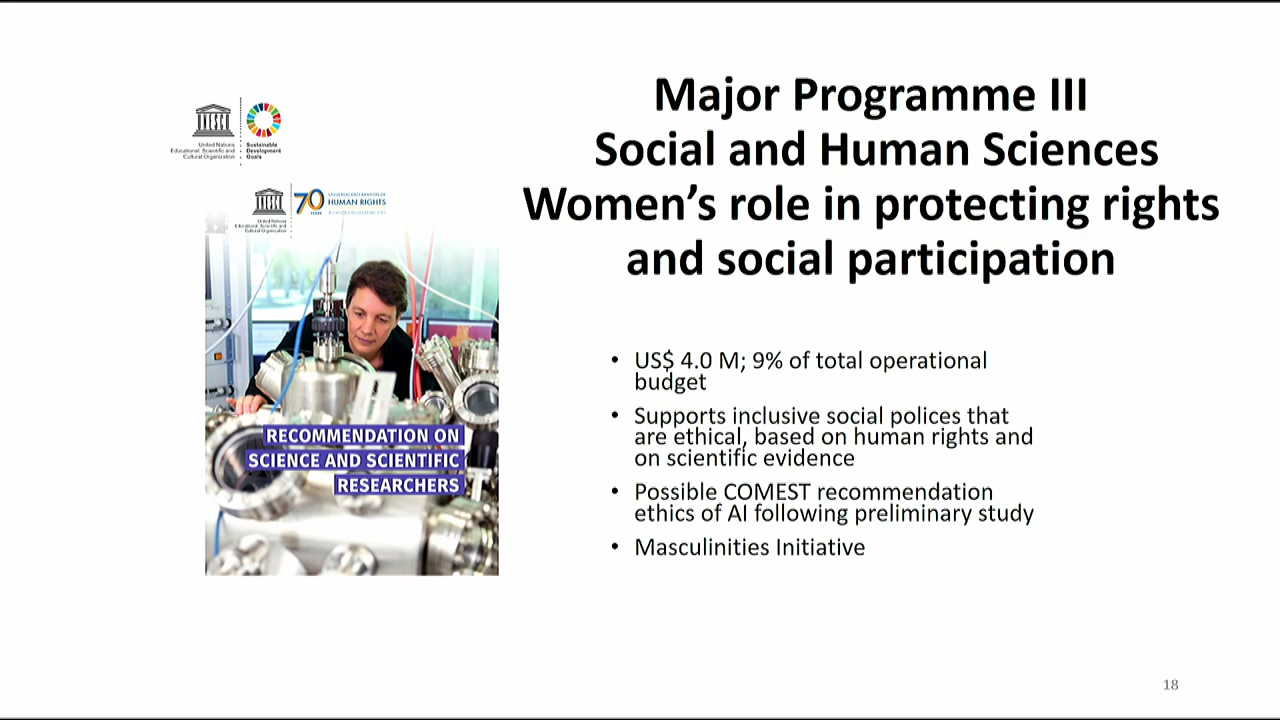 Major Programme III
Social and Human Sciences
Women's role in protecting rights
and social participation
United Nations
Educational, Scientific and
Cultural Organization
Sustainable
Development
Goals
70
YEARS
UNIVERSAL DECLARATION OF
HUMAN RIGHTS
United Nations
Educational, Scientific and
Cultural Organization
RECOMMENDATION ON
SCIENCE AND SCIENTIFIC
RESEARCHERS
• US$ 4.0 M; 9% of total operational
budget
• Supports inclusive social polices that
are ethical, based on human rights and
on scientific evidence
• Possible COMEST recommendation
ethics of AI following preliminary study
• Masculinities Initiative
18